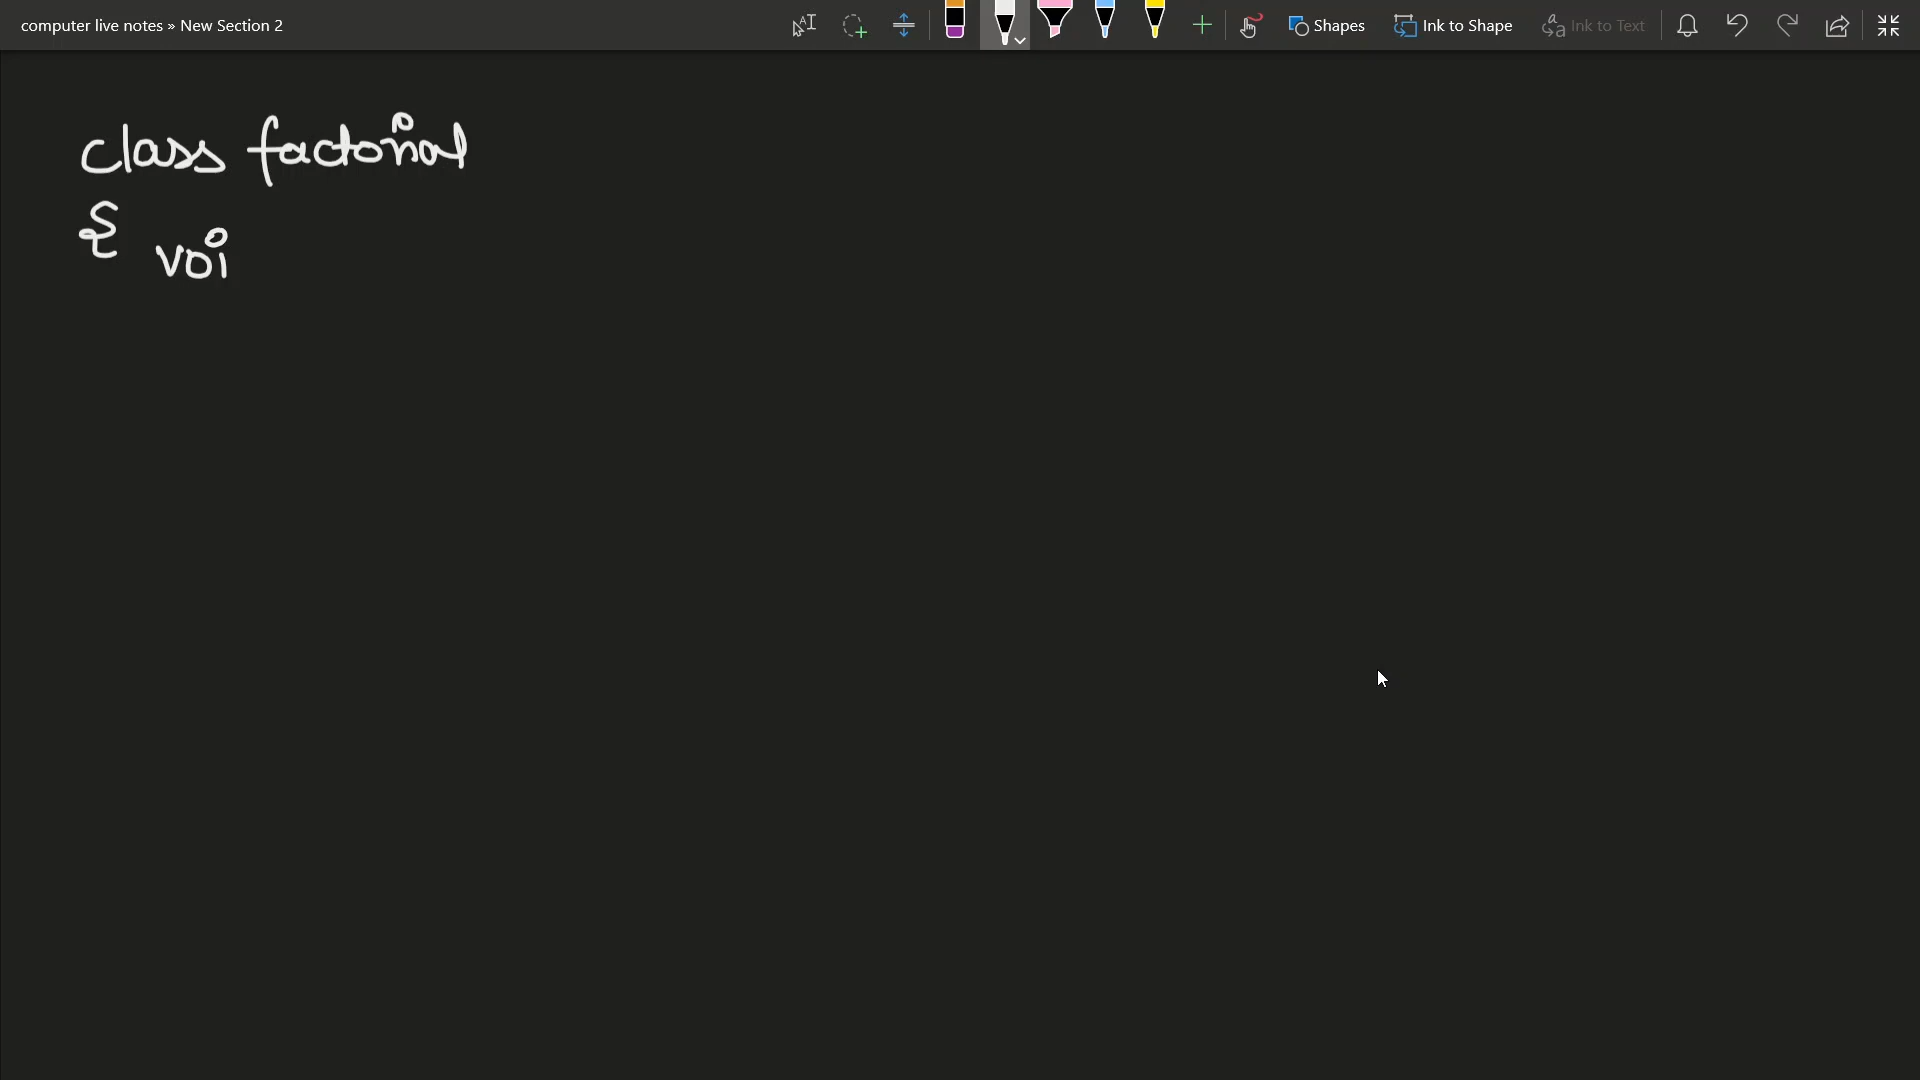 computer live notes » New Section 2
Shapes
Ink to Shape
Ink to Text
class factorial
{ voi